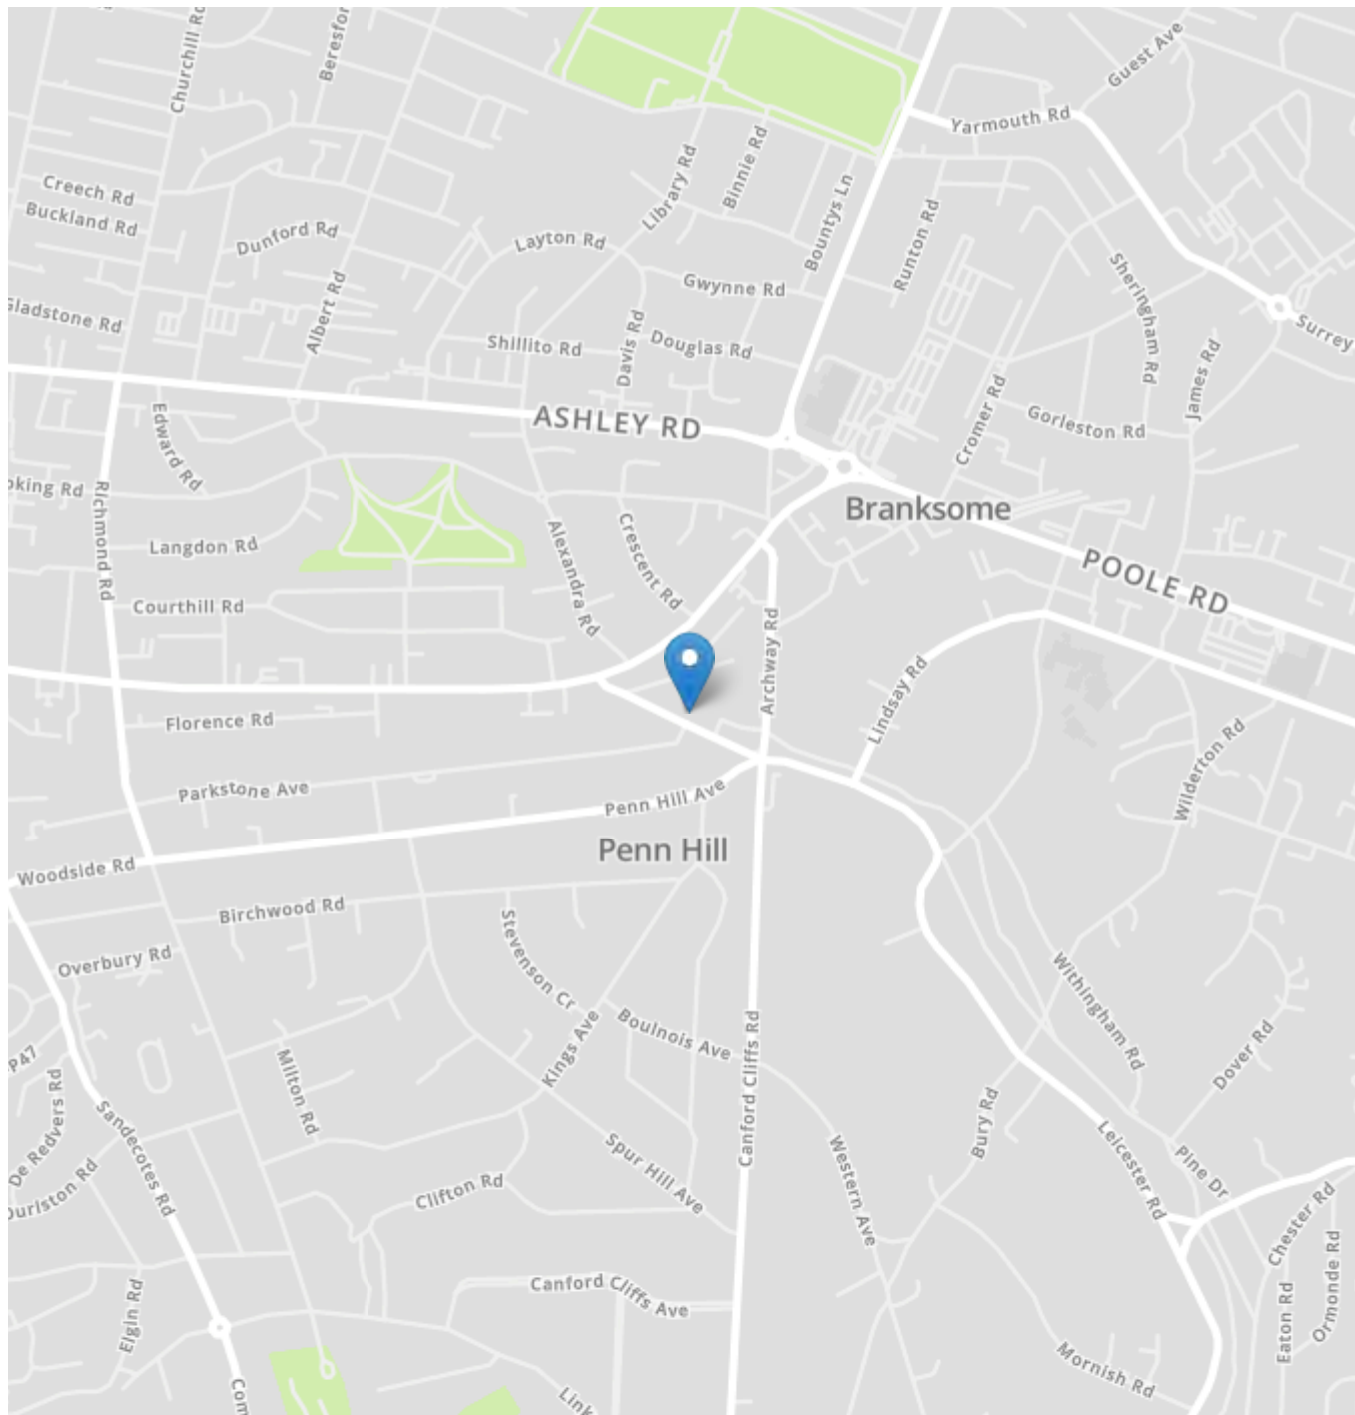 Churchill Rd
Guest Ave
Yarmouth Rd
Library Rd
Binnie Rd
Creech Rd
Buckland Rd
Bountys Ln
Runton Rd
Dunford Rd
Layton Rd
Gwynne Rd
Albert Rd
Sheringham Rd
Gladstone Rd
Surrey
Shillito Rd
Davis Rd
Douglas Rd
James Rd
ASHLEY RD
Cromer Rd
Gorleston Rd
Edward Rd
oking Rd
Richmond Rd
Branksome
Langdon Rd
Alexandra Rd
Crescent Rd
POOLE RD
Courthill Rd
Archway Rd
Lindsay Rd
Florence Rd
Wilderton Rd
Parkstone Ave
Penn Hill Ave
Penn Hill
Woodside Rd
Birchwood Rd
Stevenson Cr
Overbury Rd
Withingham Rd
Boulnois Ave
Kings Ave
Canford Cliffs Rd
Dover Rd
P47
De Redvers Rd
Milton Rd
Sandecotes Rd
Bury Rd
Leicester Rd
Spur Hill Ave
Western Ave
Pine Dr
Clifton Rd
Ourlston Rd
Chester Rd
Ormonde Rd
Canford Cliffs Ave
Elgin Rd
Eaton Rd
Mornish Rd
Com
Link
Beresfor